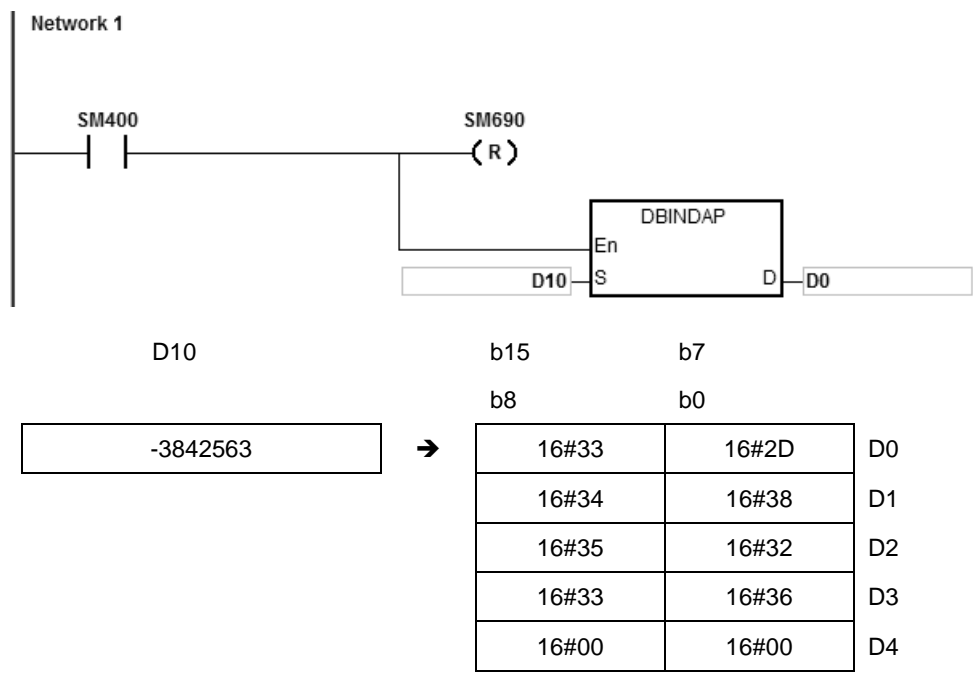 Network 1
SM400 SM690
( R )
DBINDAP
En
D10 S D D0
D10 b15 b7
b8 b0
-3842563 ➔ 16#33 16#2D D0
16#34 16#38 D1
16#35 16#32 D2
16#33 16#36 D3
16#00 16#00 D4